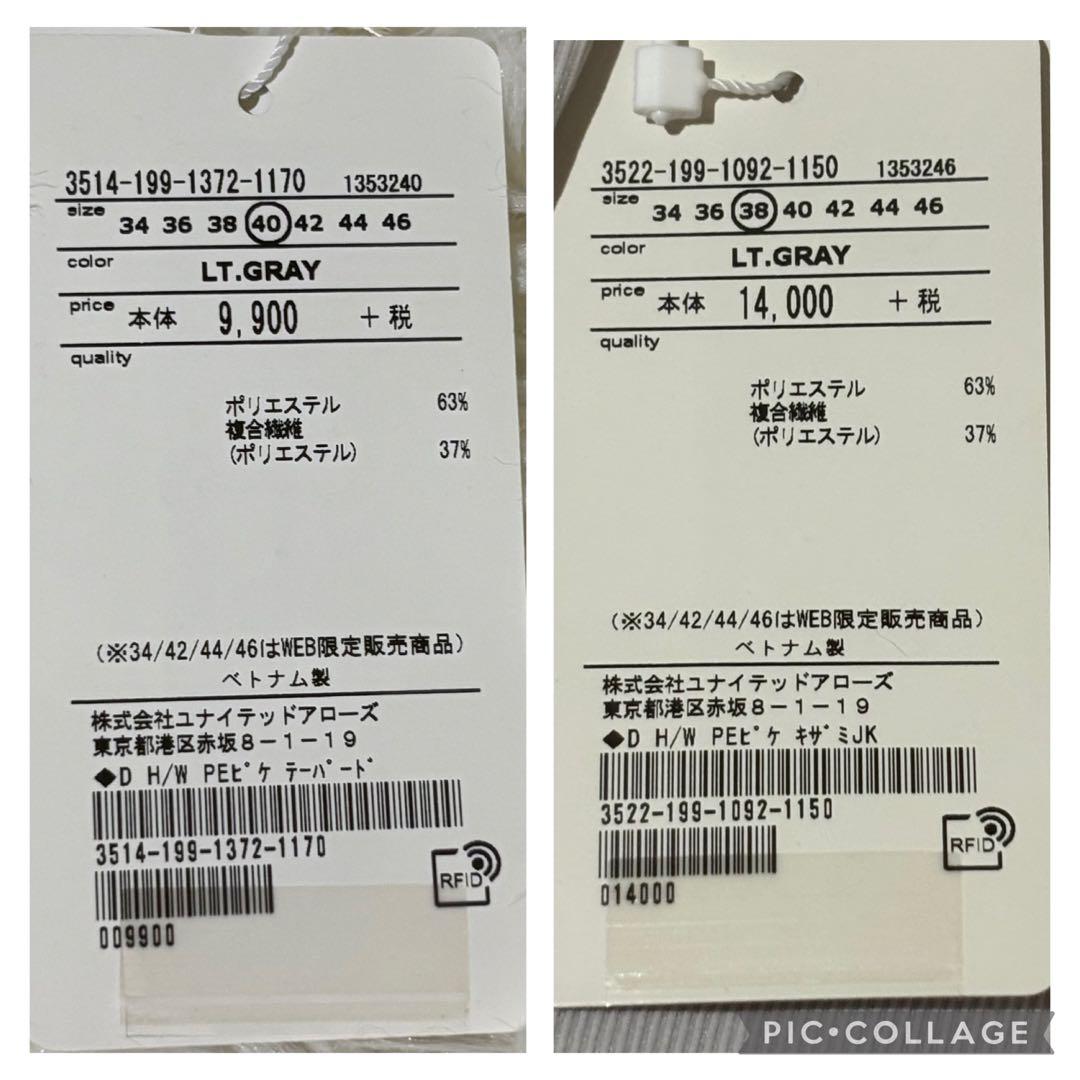 3514-199-1372-1170 1353240
size 34 36 38 40 42 44 46
color LT.GRAY
price 本体 9,900 +税
quality
ポリエステル 63%
複合繊維
(ポリエステル) 37%
(※34/42/44/46はWEB限定販売商品)
ベトナム製
株式会社ユナイテッドアローズ
東京都港区赤坂8-1-19
◆D H/W PEﾋﾟｹ ﾃｰﾊﾟｰﾄﾞ
3514-199-1372-1170
RFID
009900
3522-199-1092-1150 1353246
size 34 36 38 40 42 44 46
color LT.GRAY
price 本体 14,000 +税
quality
ポリエステル 63%
複合繊維
(ポリエステル) 37%
(※34/42/44/46はWEB限定販売商品)
ベトナム製
株式会社ユナイテッドアローズ
東京都港区赤坂8-1-19
◆D H/W PEﾋﾟｹ ｷｻﾞﾐJK
3522-199-1092-1150
RFID
014000
PIC•COLLAGE